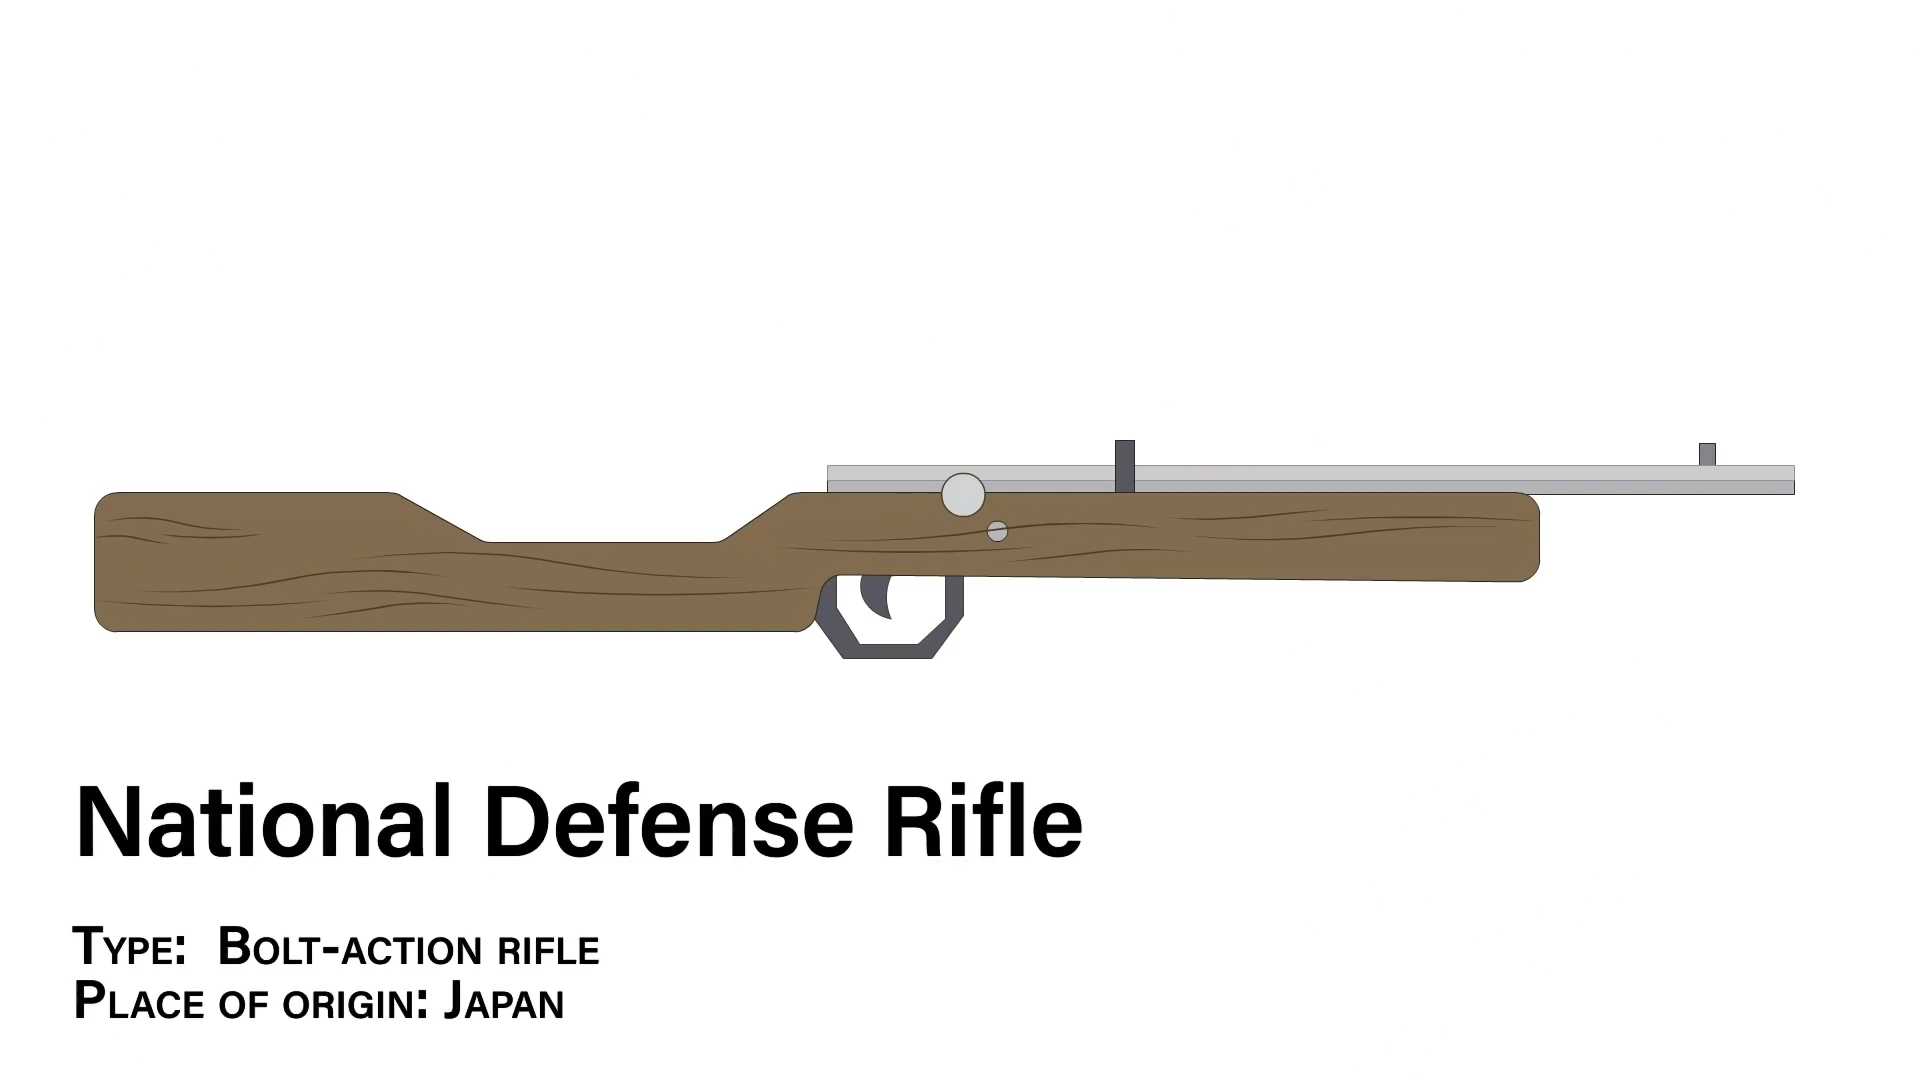 National Defense Rifle
Type: Bolt-action rifle
Place of origin: Japan